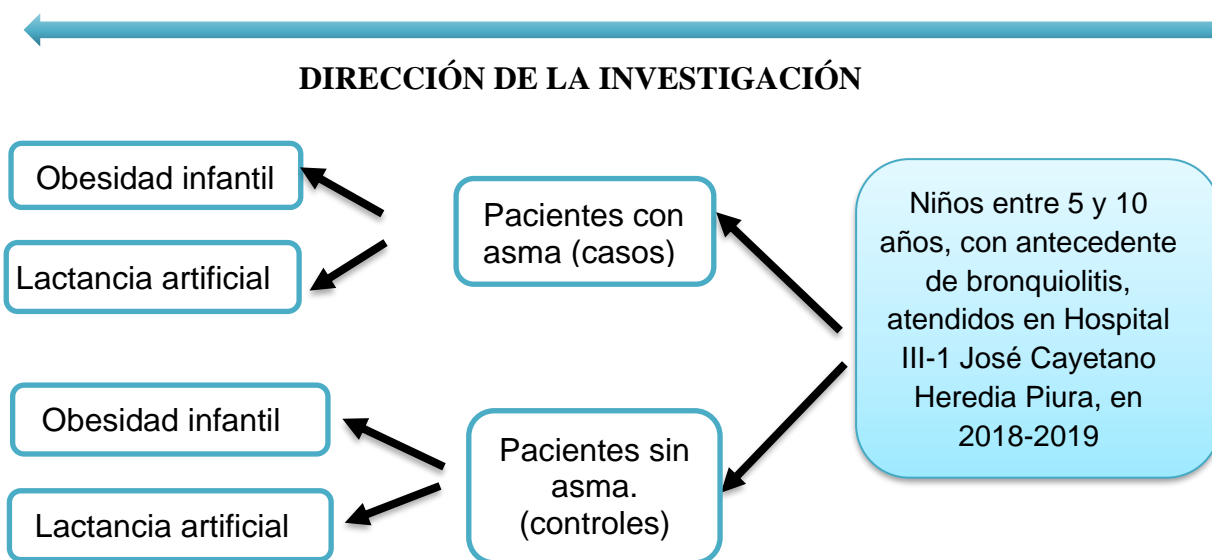 DIRECCIÓN DE LA INVESTIGACIÓN
Obesidad infantil
Lactancia artificial
Pacientes con
asma (casos)
Niños entre 5 y 10
años, con antecedente
de bronquiolitis,
atendidos en Hospital
III-1 José Cayetano
Heredia Piura, en
2018-2019
Obesidad infantil
Lactancia artificial
Pacientes sin
asma.
(controles)